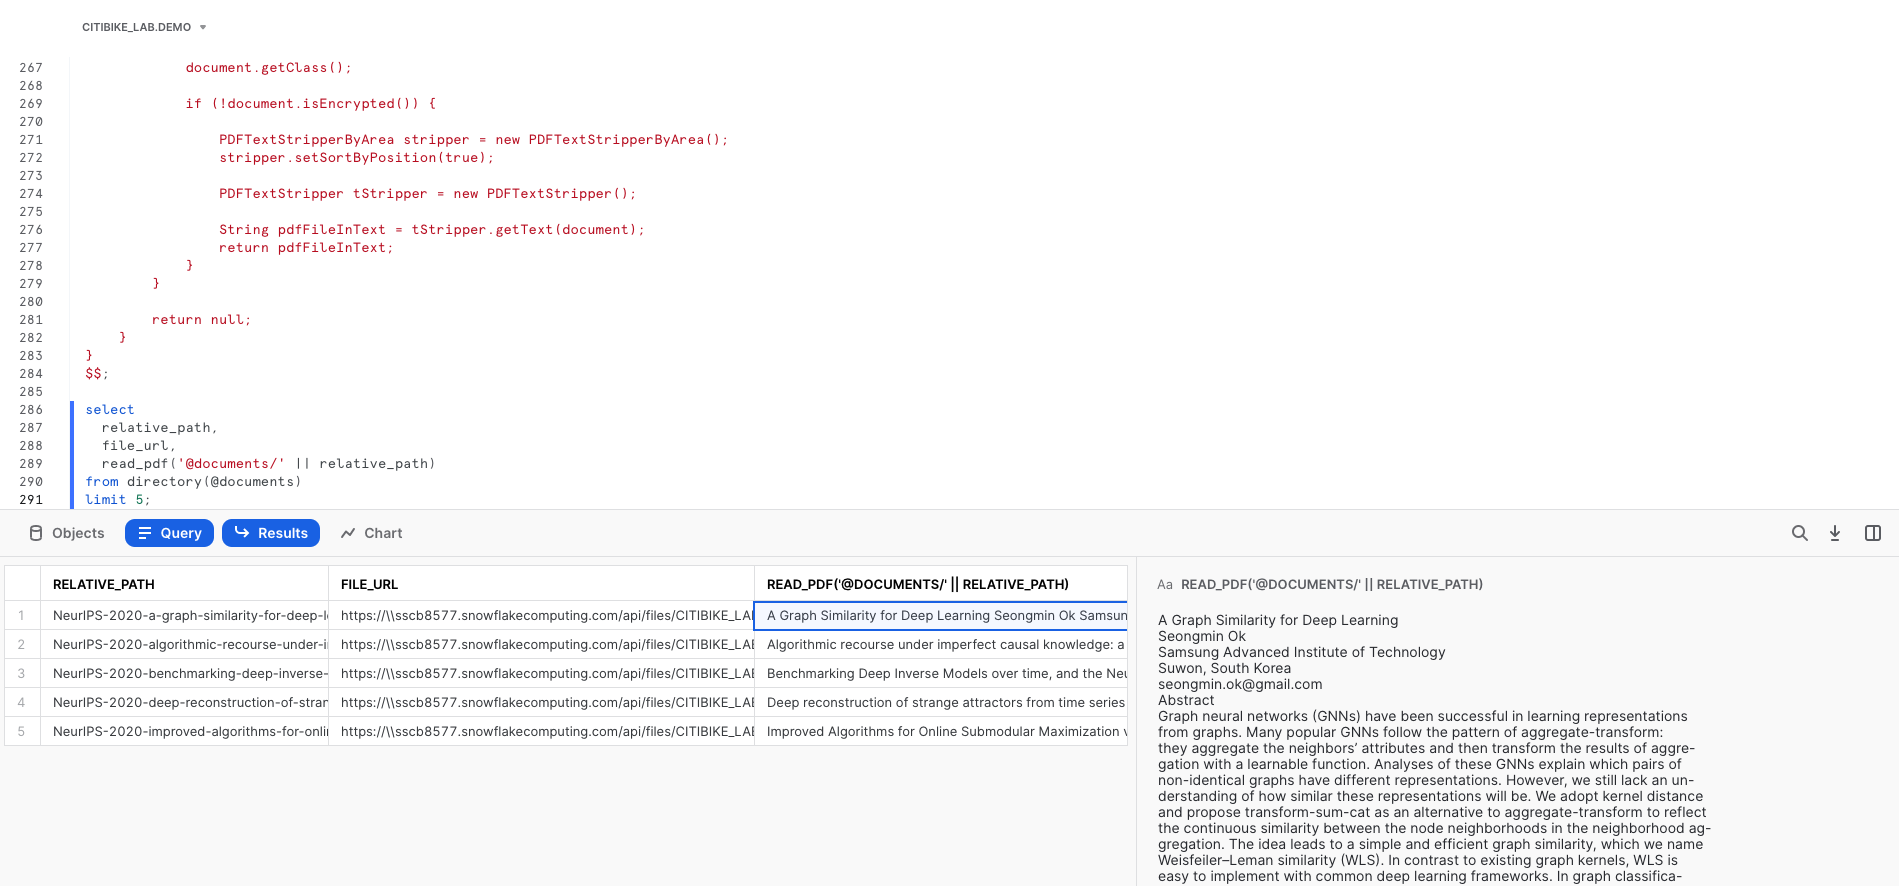 CITIBIKE_LAB.DEMO
267 document.getClass();
268
269 if (!document.isEncrypted()) {
270
271 PDFTextStripperByArea stripper = new PDFTextStripperByArea();
272 stripper.setSortByPosition(true);
273
274 PDFTextStripper tStripper = new PDFTextStripper();
275
276 String pdfFileInText = tStripper.getText(document);
277 return pdfFileInText;
278 }
279 }
280
281 return null;
282 }
283 }
284 $$;
285
286 select
287 relative_path,
288 file_url,
289 read_pdf('@documents/' || relative_path)
290 from directory(@documents)
291 limit 5;
Objects Query Results Chart
RELATIVE_PATH FILE_URL READ_PDF('@DOCUMENTS/' || RELATIVE_PATH)
1 NeurIPS-2020-a-graph-similarity-for-deep-l https://\\sscb8577.snowflakecomputing.com/api/files/CITIBIKE_LAB A Graph Similarity for Deep Learning Seongmin Ok Samsun
2 NeurIPS-2020-algorithmic-recourse-under-i https://\\sscb8577.snowflakecomputing.com/api/files/CITIBIKE_LAB Algorithmic recourse under imperfect causal knowledge: a
3 NeurIPS-2020-benchmarking-deep-inverse- https://\\sscb8577.snowflakecomputing.com/api/files/CITIBIKE_LAB Benchmarking Deep Inverse Models over time, and the Neu
4 NeurIPS-2020-deep-reconstruction-of-stran https://\\sscb8577.snowflakecomputing.com/api/files/CITIBIKE_LAB Deep reconstruction of strange attractors from time series
5 NeurIPS-2020-improved-algorithms-for-onli https://\\sscb8577.snowflakecomputing.com/api/files/CITIBIKE_LAB Improved Algorithms for Online Submodular Maximization v
Aa READ_PDF('@DOCUMENTS/' || RELATIVE_PATH)
A Graph Similarity for Deep Learning
Seongmin Ok
Samsung Advanced Institute of Technology
Suwon, South Korea
seongmin.ok@gmail.com
Abstract
Graph neural networks (GNNs) have been successful in learning representations
from graphs. Many popular GNNs follow the pattern of aggregate-transform:
they aggregate the neighbors’ attributes and then transform the results of aggre-
gation with a learnable function. Analyses of these GNNs explain which pairs of
non-identical graphs have different representations. However, we still lack an un-
derstanding of how similar these representations will be. We adopt kernel distance
and propose transform-sum-cat as an alternative to aggregate-transform to reflect
the continuous similarity between the node neighborhoods in the neighborhood ag-
gregation. The idea leads to a simple and efficient graph similarity, which we name
Weisfeiler–Leman similarity (WLS). In contrast to existing graph kernels, WLS is
easy to implement with common deep learning frameworks. In graph classifica-